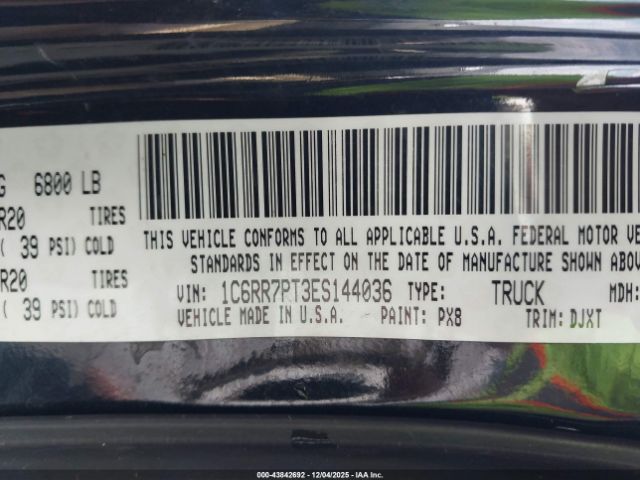 G 6800 LB
R20 TIRES
( 39 PSI) COLD
R20 TIRES
( 39 PSI) COLD
THIS VEHICLE CONFORMS TO ALL APPLICABLE U.S.A. FEDERAL MOTOR VE
STANDARDS IN EFFECT ON THE DATE OF MANUFACTURE SHOWN ABOVE
VIN: 1C6RR7PT3ES144036 TYPE: TRUCK MDH:
VEHICLE MADE IN U.S.A. PAINT: PX8 TRIM: DJXT
000-43842692 - 12/04/2025 - IAA Inc.